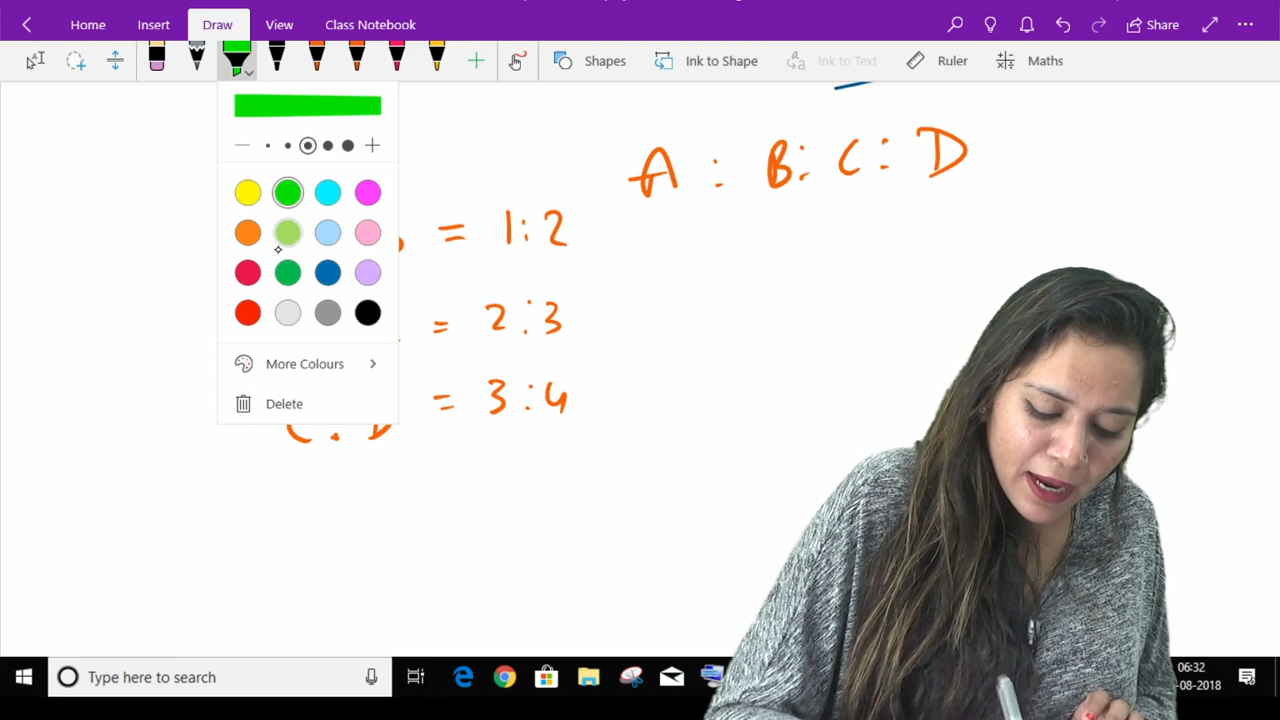 Home Insert Draw View Class Notebook Share
Shapes Ink to Shape Ink to Text Ruler Maths
A : B : C : D
= 1:2
= 2:3
= 3:4
More Colours
Delete
C : D
Type here to search
06:32
-08-2018